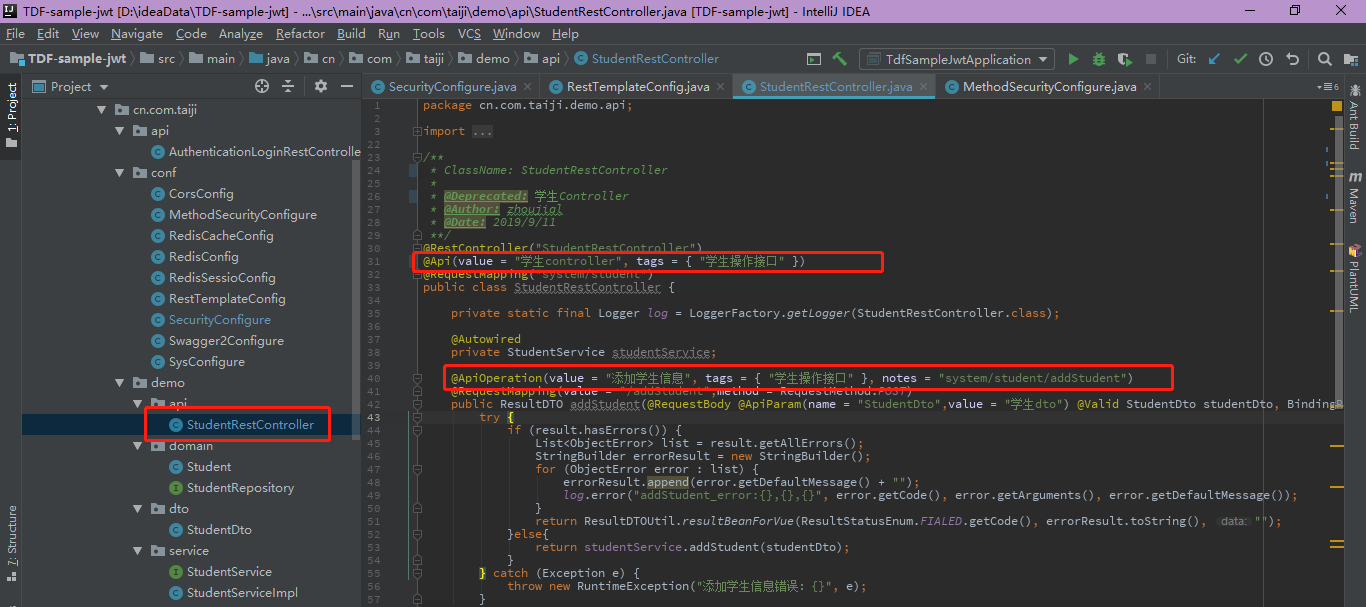 TDF-sample-jwt [D:\ideaData\TDF-sample-jwt] - ...\src\main\java\cn\com\taiji\demo\api\StudentRestController.java [TDF-sample-jwt] - IntelliJ IDEA
File Edit View Navigate Code Analyze Refactor Build Run Tools VCS Window Help
TDF-sample-jwt src main java cn com taiji demo api StudentRestController TdfSampleJwtApplication Git:
Project SecurityConfigure.java RestTemplateConfig.java StudentRestController.java MethodSecurityConfigure.java 6
1: Project
7: Structure
Ant Build
Maven
PlantUML
cn.com.taiji
api
AuthenticationLoginRestControlle
conf
CorsConfig
MethodSecurityConfigure
RedisCacheConfig
RedisConfig
RedisSessioConfig
RestTemplateConfig
SecurityConfigure
Swagger2Configure
SysConfigure
demo
api
StudentRestController
domain
Student
StudentRepository
dto
StudentDto
service
StudentService
StudentServiceImpl
1 package cn.com.taiji.demo.api;
2
3 import ...
22
23 /**
24 * ClassName: StudentRestController
25 *
26 * @Deprecated: 学生Controller
27 * @Author: zhoujial
28 * @Date: 2019/9/11
29 **/
30 @RestController("StudentRestController")
31 @Api(value = "学生controller", tags = { "学生操作接口" })
32 @RequestMapping("system/student")
33 public class StudentRestController {
34
35 private static final Logger log = LoggerFactory.getLogger(StudentRestController.class);
36
37 @Autowired
38 private StudentService studentService;
39
40 @ApiOperation(value = "添加学生信息", tags = { "学生操作接口" }, notes = "system/student/addStudent")
41 @RequestMapping(value = "/addStudent",method = RequestMethod.POST)
42 public ResultDTO addStudent(@RequestBody @ApiParam(name = "StudentDto",value = "学生dto") @Valid StudentDto studentDto, BindingR
43 try {
44 if (result.hasErrors()) {
45 List<ObjectError> list = result.getAllErrors();
46 StringBuilder errorResult = new StringBuilder();
47 for (ObjectError error : list) {
48 errorResult.append(error.getDefaultMessage() + "");
49 log.error("addStudent_error:{},{},{}", error.getCode(), error.getArguments(), error.getDefaultMessage());
50 }
51 return ResultDTOUtil.resultBeanForVue(ResultStatusEnum.FIALED.getCode(), errorResult.toString(), data: "");
52 }else{
53 return studentService.addStudent(studentDto);
54 }
55 } catch (Exception e) {
56 throw new RuntimeException("添加学生信息错误: {}", e);
57 }